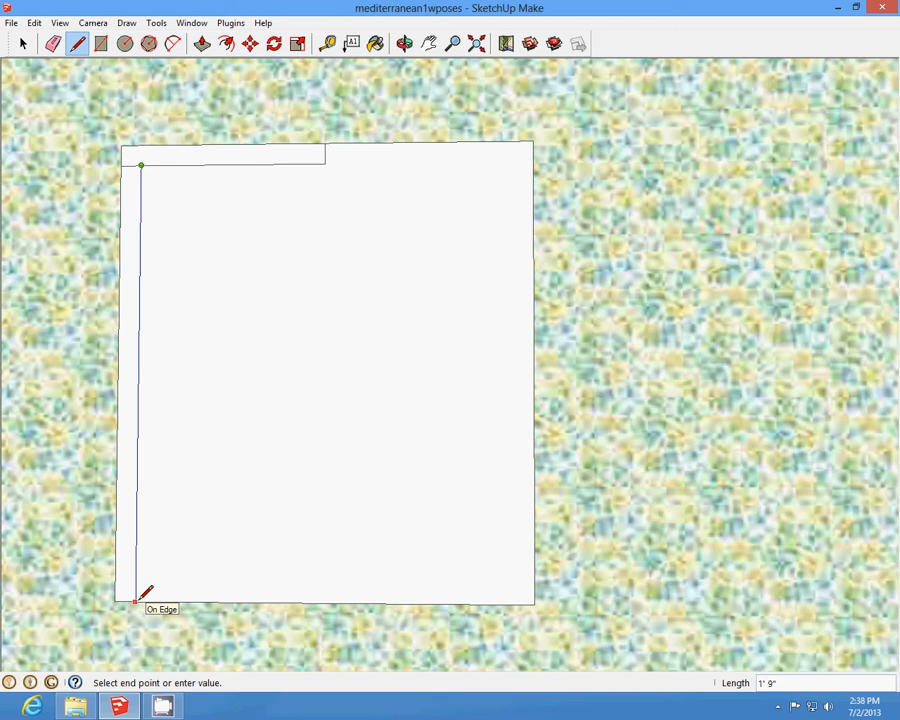 mediterranean1wposes - SketchUp Make
File Edit View Camera Draw Tools Window Plugins Help
A1
On Edge
Select end point or enter value.
Length 1' 9"
2:38 PM
7/2/2013